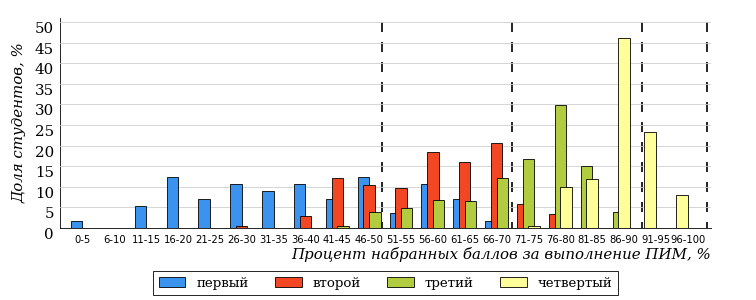 Доля студентов, %
50
45
40
35
30
25
20
15
10
5
0
0-5 6-10 11-15 16-20 21-25 26-30 31-35 36-40 41-45 46-50 51-55 56-60 61-65 66-70 71-75 76-80 81-85 86-90 91-95 96-100
Процент набранных баллов за выполнение ПИМ, %
первый второй третий четвертый